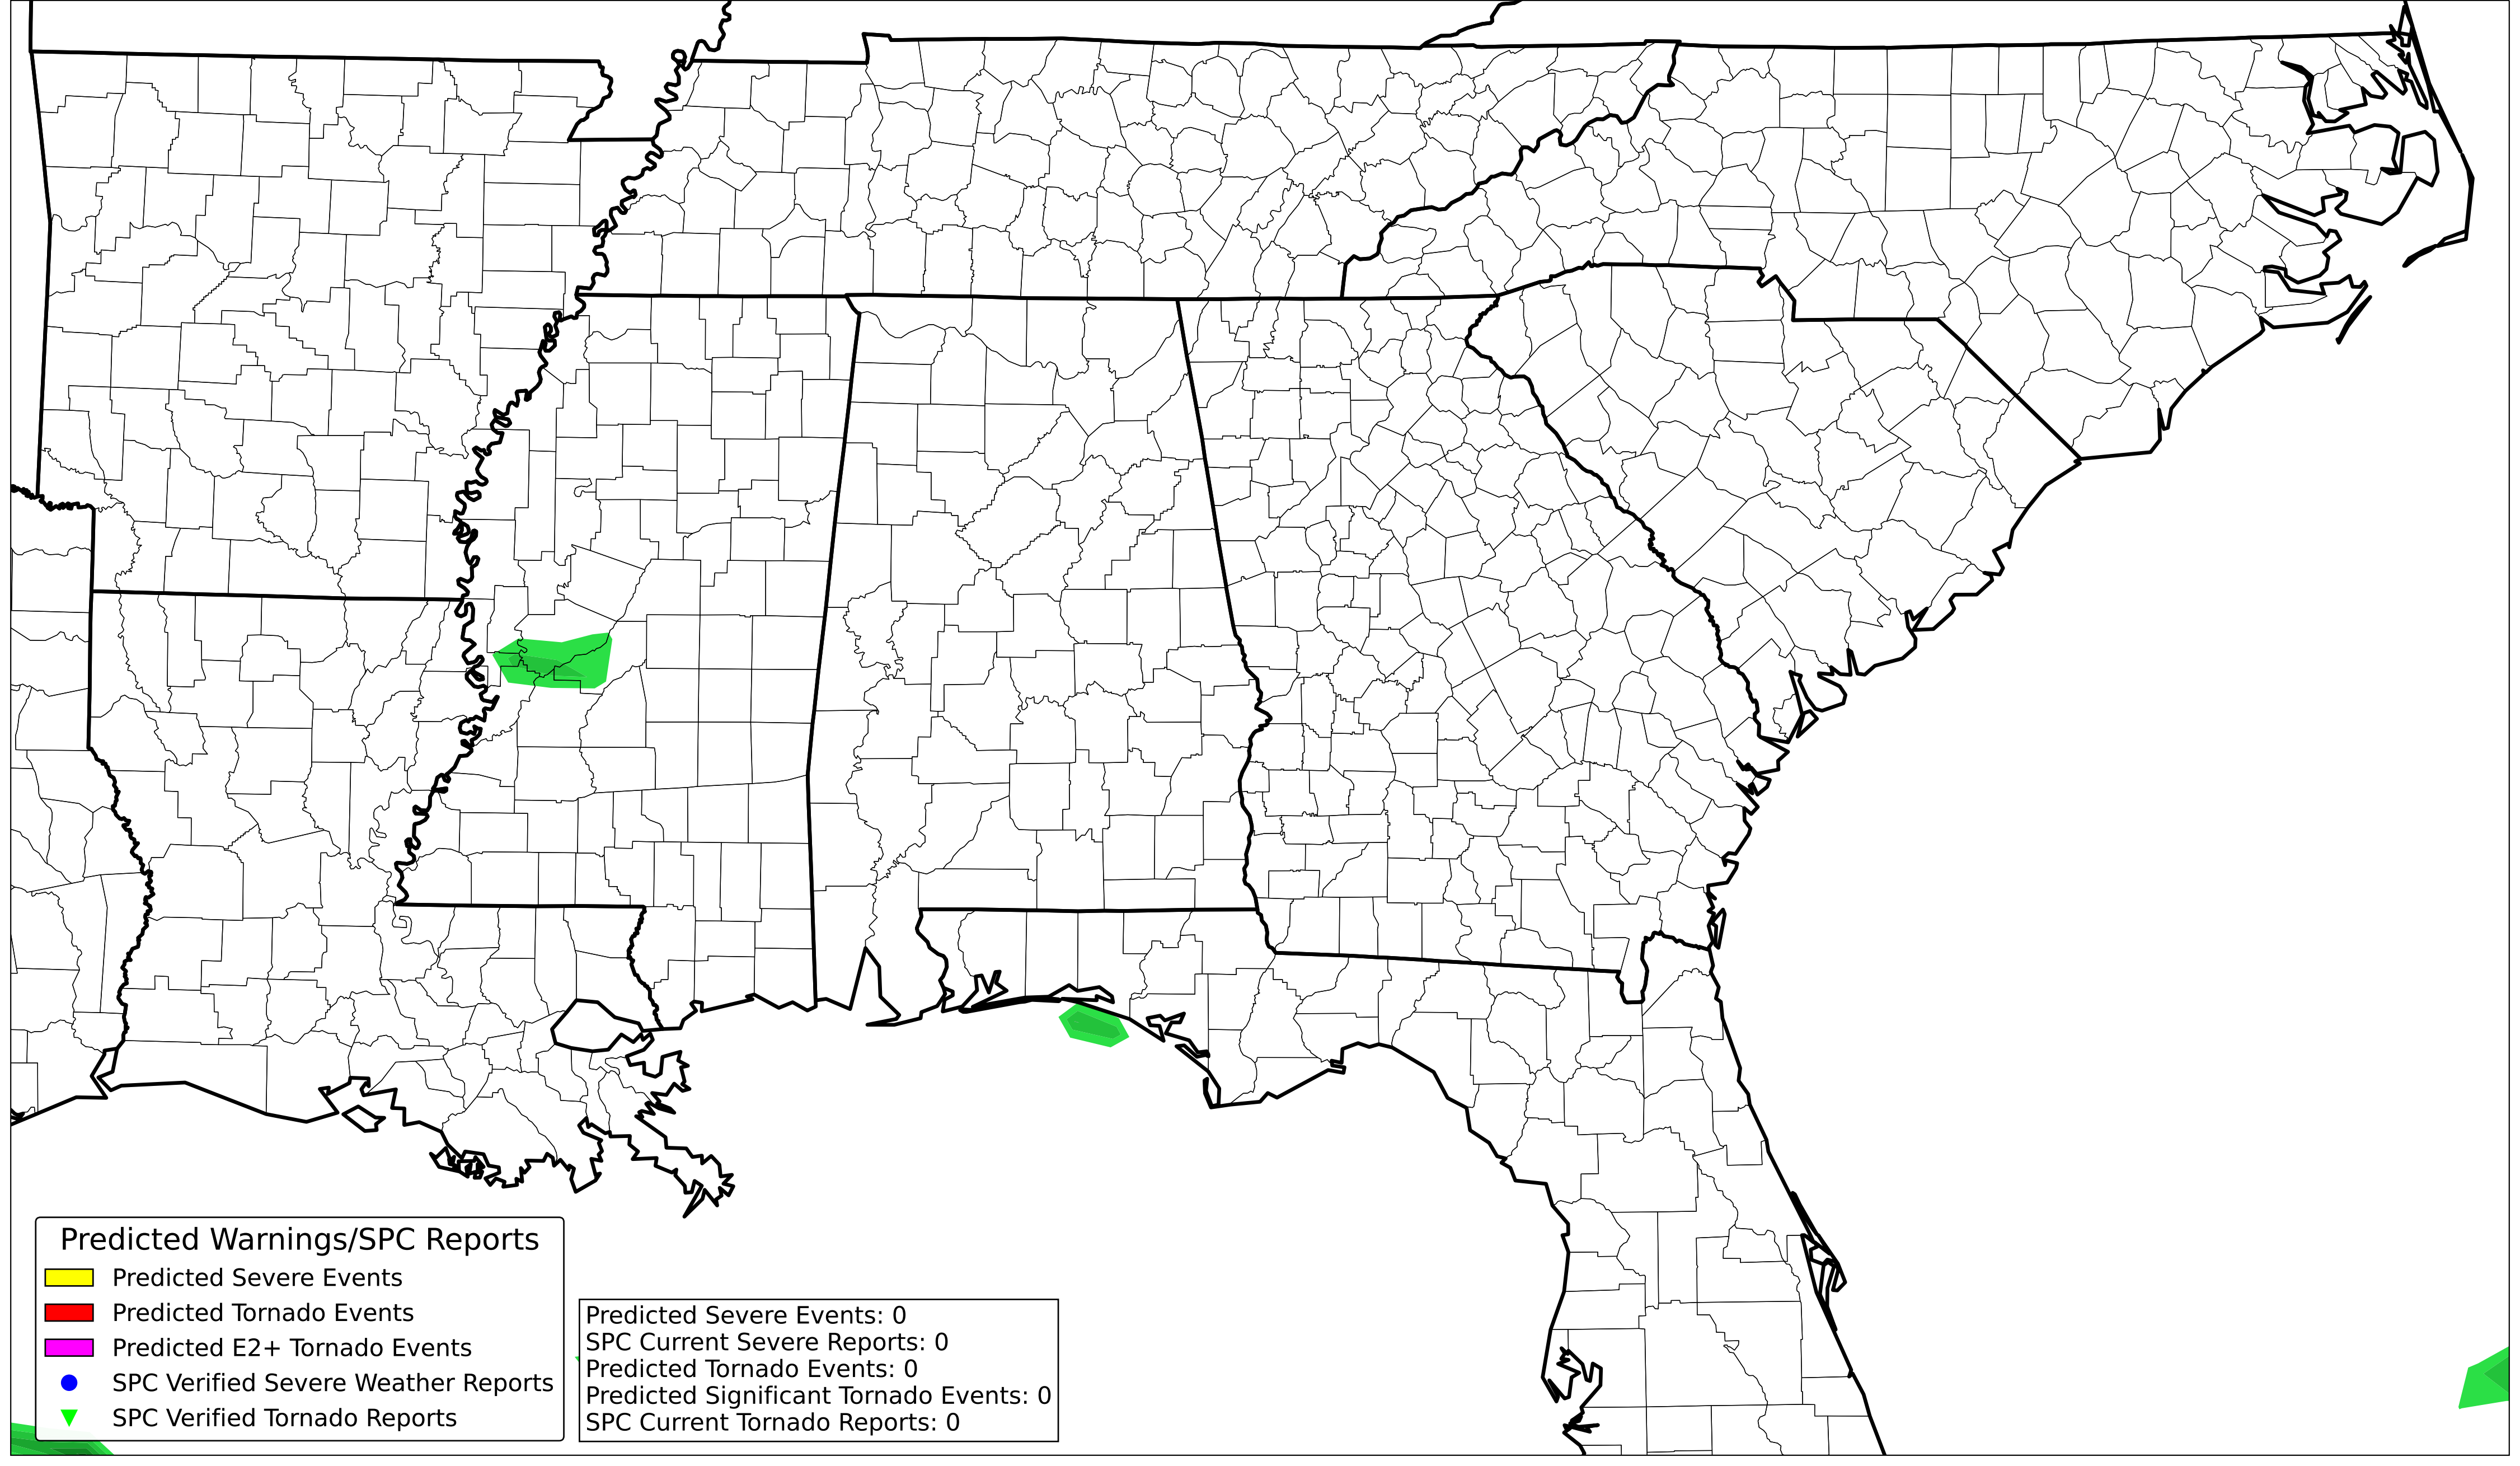 Predicted Warnings/SPC Reports
Predicted Severe Events
Predicted Tornado Events
Predicted E2+ Tornado Events
SPC Verified Severe Weather Reports
SPC Verified Tornado Reports
Predicted Severe Events: 0
SPC Current Severe Reports: 0
Predicted Tornado Events: 0
Predicted Significant Tornado Events: 0
SPC Current Tornado Reports: 0